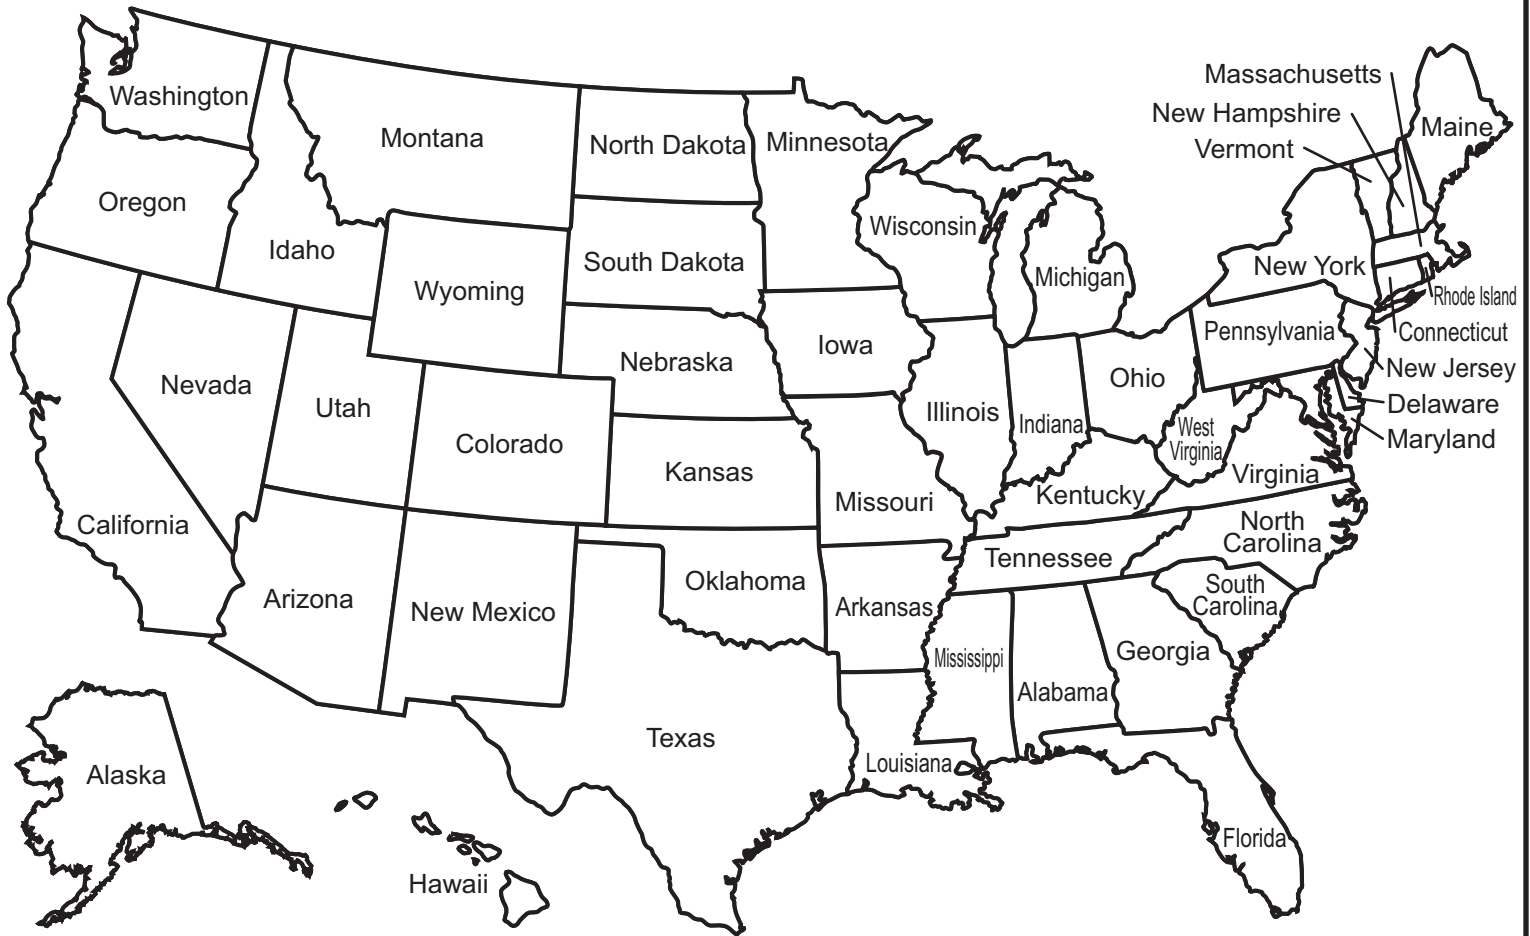 Washington
Montana
North Dakota
Minnesota
Massachusetts
New Hampshire
Vermont
Maine
Oregon
Idaho
Wyoming
South Dakota
Wisconsin
Michigan
New York
Rhode Island
Connecticut
New Jersey
Delaware
Maryland
Pennsylvania
Nevada
Utah
Colorado
Nebraska
Iowa
Illinois
Indiana
Ohio
West
Virginia
Virginia
California
Kansas
Missouri
Kentucky
North
Carolina
Tennessee
South
Carolina
Arizona
New Mexico
Oklahoma
Arkansas
Mississippi
Alabama
Georgia
Texas
Louisiana
Florida
Alaska
Hawaii